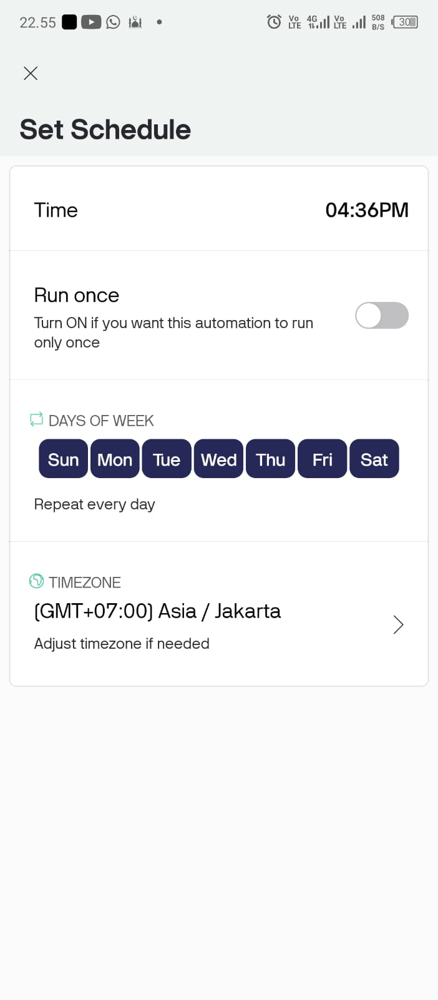 22.55
Vo LTE 4G Vo LTE 508 B/S 30
Set Schedule
Time 04:36PM
Run once
Turn ON if you want this automation to run
only once
DAYS OF WEEK
Sun Mon Tue Wed Thu Fri Sat
Repeat every day
TIMEZONE
(GMT+07:00) Asia / Jakarta
Adjust timezone if needed